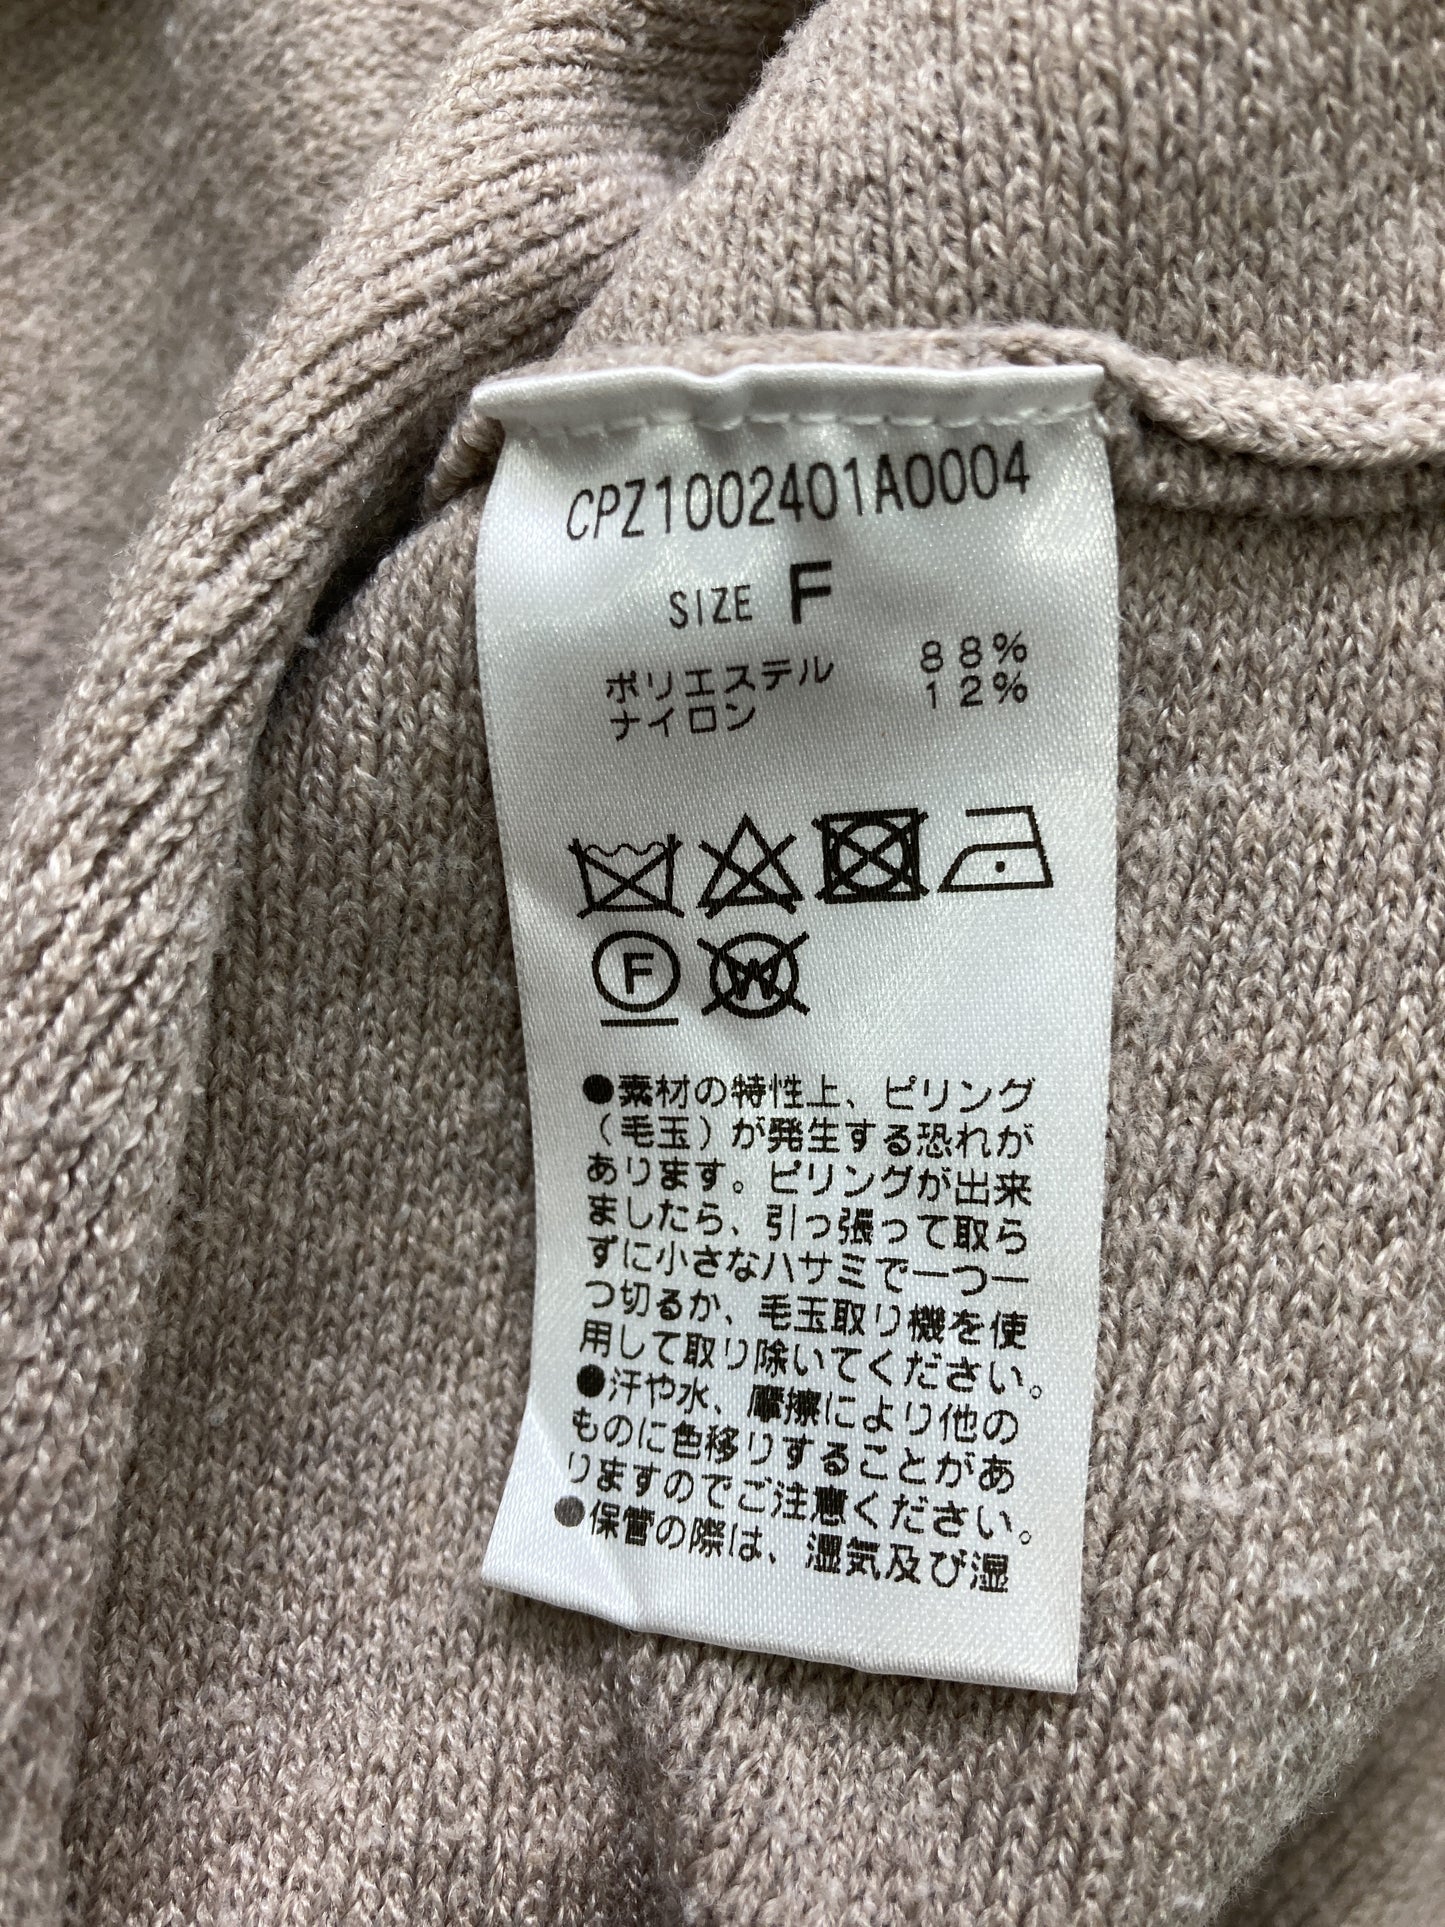 CPZ1002401A0004
SIZE F
ポリエステル 88%
ナイロン 12%
F
W
●素材の特性上、ピリング
(毛玉)が発生する恐れが
あります。ピリングが出来
ましたら、引っ張って取ら
ずに小さなハサミで一つ一
つ切るか、毛玉取り機を使
用して取り除いてください。
●汗や水、摩擦により他の
ものに色移りすることがあ
りますのでご注意ください。
●保管の際は、湿気及び湿